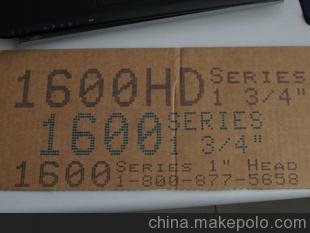 1600HD SERIES
1 3/4"
1600 SERIES
1 3/4"
1600 SERIES 1" HEAD
1-800-877-5658
china.makepolo.com